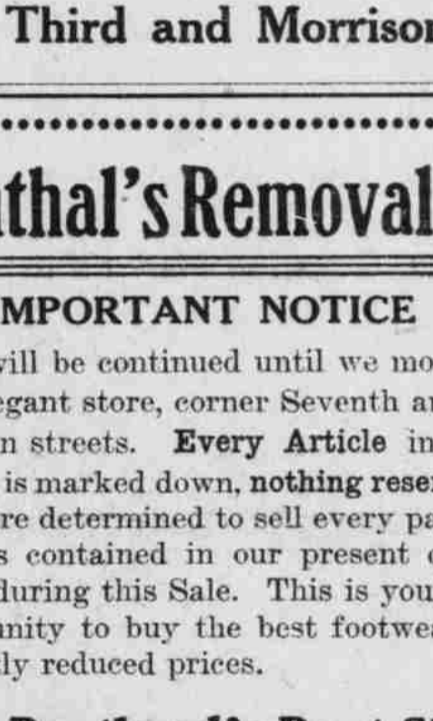 Third and Morrison
thal's Removal
MPORTANT NOTICE
will be continued until we mo
egant store, corner Seventh a
n streets. Every Article in
is marked down, nothing rese
re determined to sell every pa
s contained in our present
during this Sale. This is you
nity to buy the best footwe
ly reduced prices.